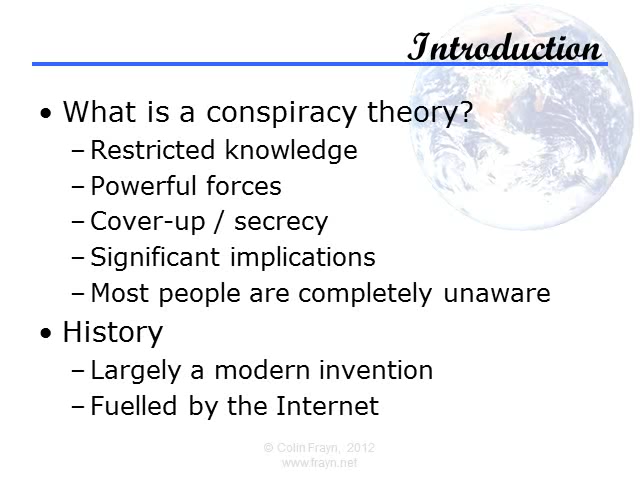 Introduction
• What is a conspiracy theory?
– Restricted knowledge
– Powerful forces
– Cover-up / secrecy
– Significant implications
– Most people are completely unaware
• History
– Largely a modern invention
– Fuelled by the Internet
© Colin Frayn, 2012
www.frayn.net